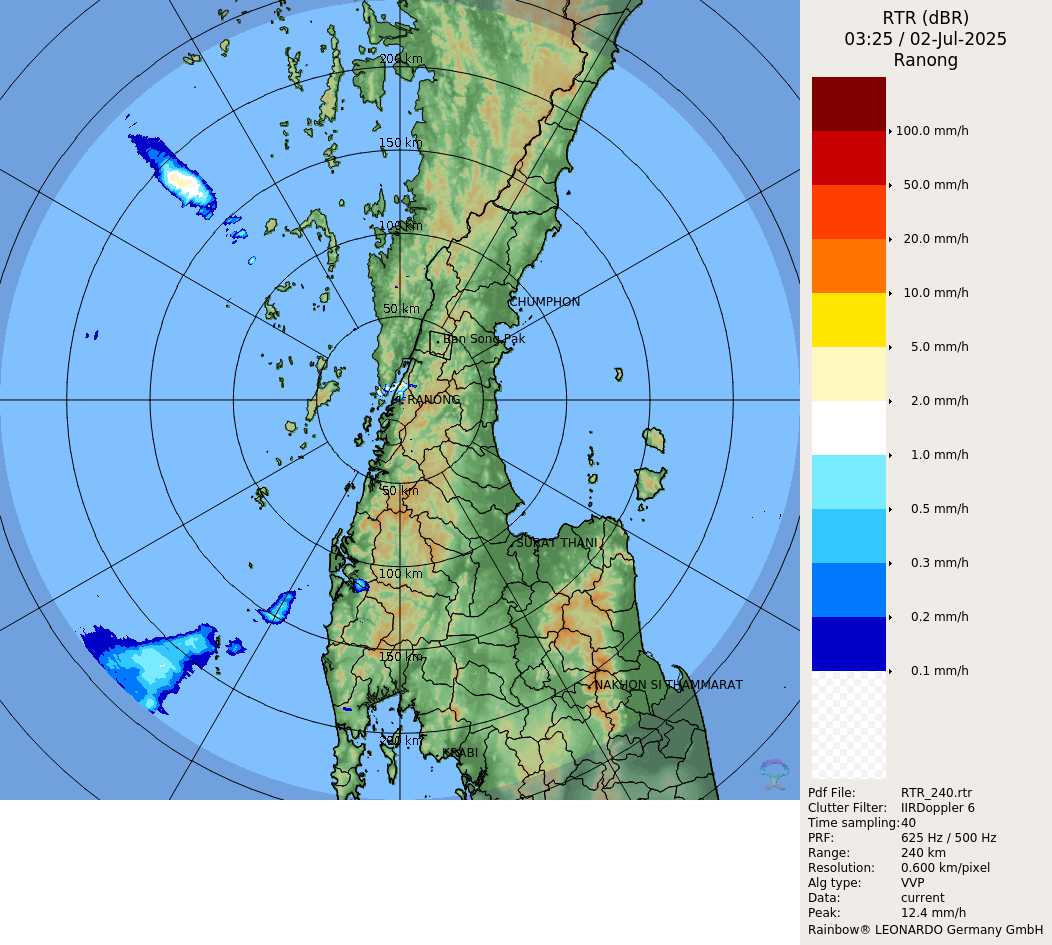 200 km
150 km
100 km
CHUMPHON
50 km
Ban Song Pak
RANONG
50 km
SURAT THANI
100 km
150 km
NAKHON SI THAMMARAT
200 km
KRABI
RTR (dBR)
03:25 / 02-Jul-2025
Ranong
100.0 mm/h
50.0 mm/h
20.0 mm/h
10.0 mm/h
5.0 mm/h
2.0 mm/h
1.0 mm/h
0.5 mm/h
0.3 mm/h
0.2 mm/h
0.1 mm/h
Pdf File: RTR_240.rtr
Clutter Filter: IIRDoppler 6
Time sampling:40
PRF: 625 Hz / 500 Hz
Range: 240 km
Resolution: 0.600 km/pixel
Alg type: VVP
Data: current
Peak: 12.4 mm/h
Rainbow® LEONARDO Germany GmbH